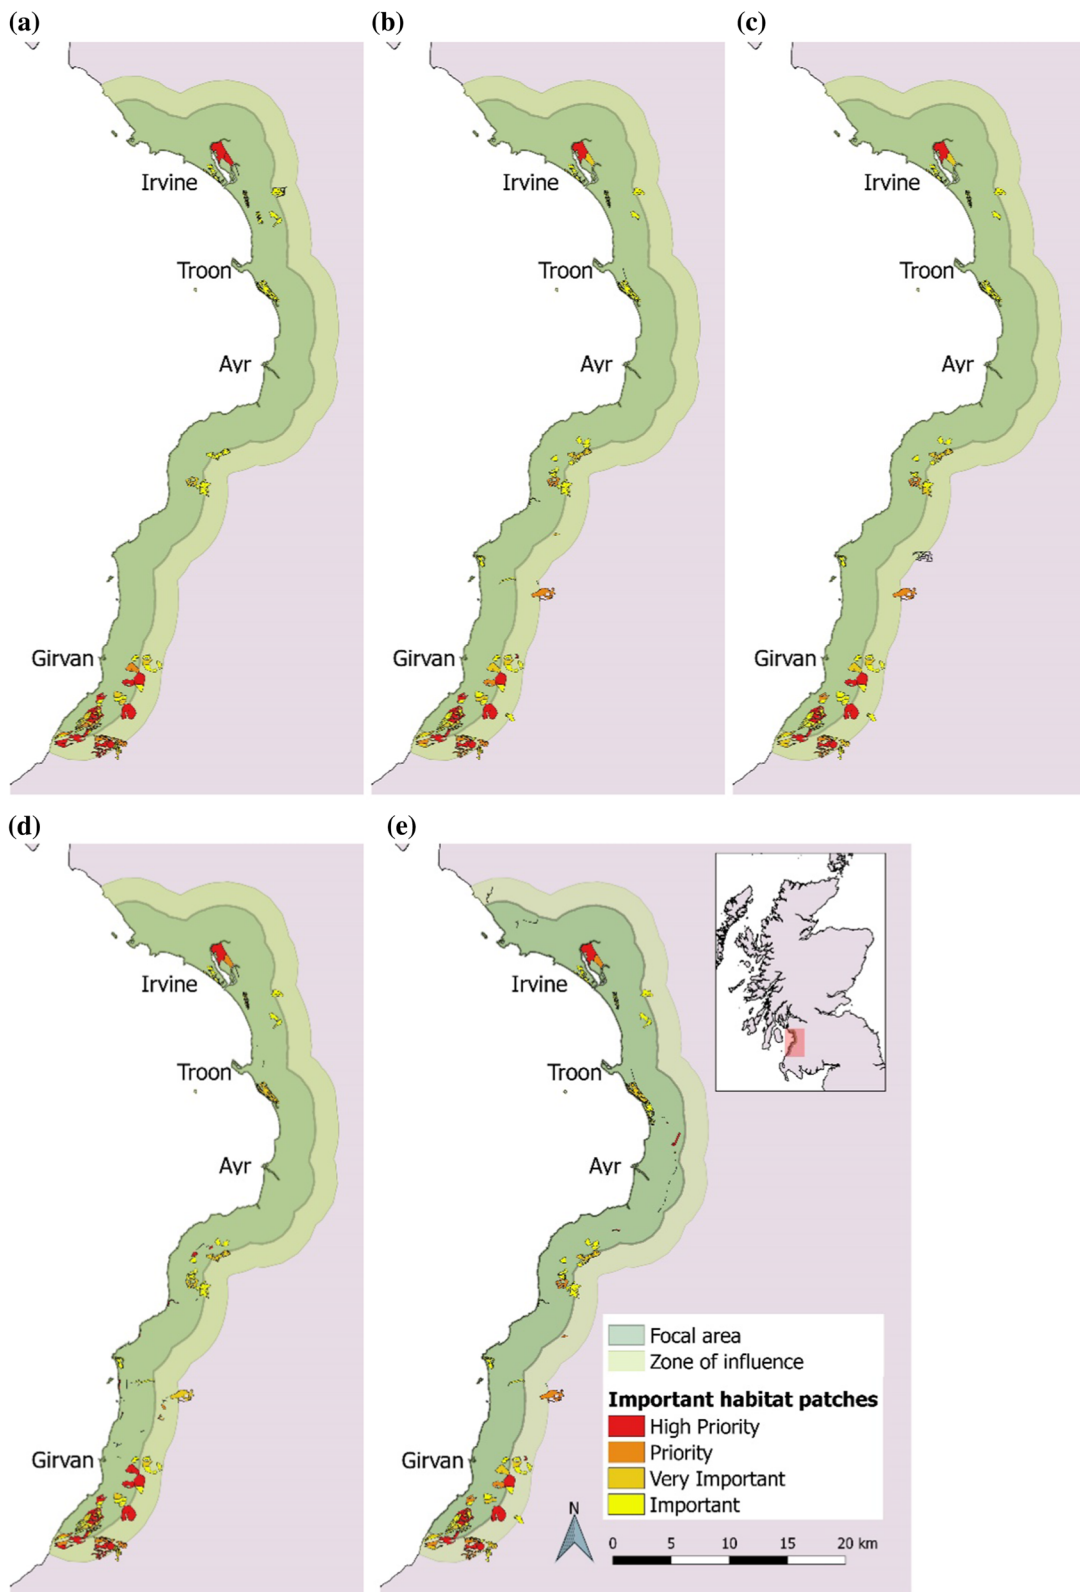 (a)
(b)
(c)
Irvine
Irvine
Irvine
Troon
Troon
Troon
Ayr
Ayr
Ayr
Girvan
Girvan
Girvan
(d)
(e)
Irvine
Irvine
Troon
Troon
Ayr
Ayr
Girvan
Girvan
Focal area
Zone of influence
Important habitat patches
High Priority
Priority
Very Important
Important
N
0 5 10 15 20 km